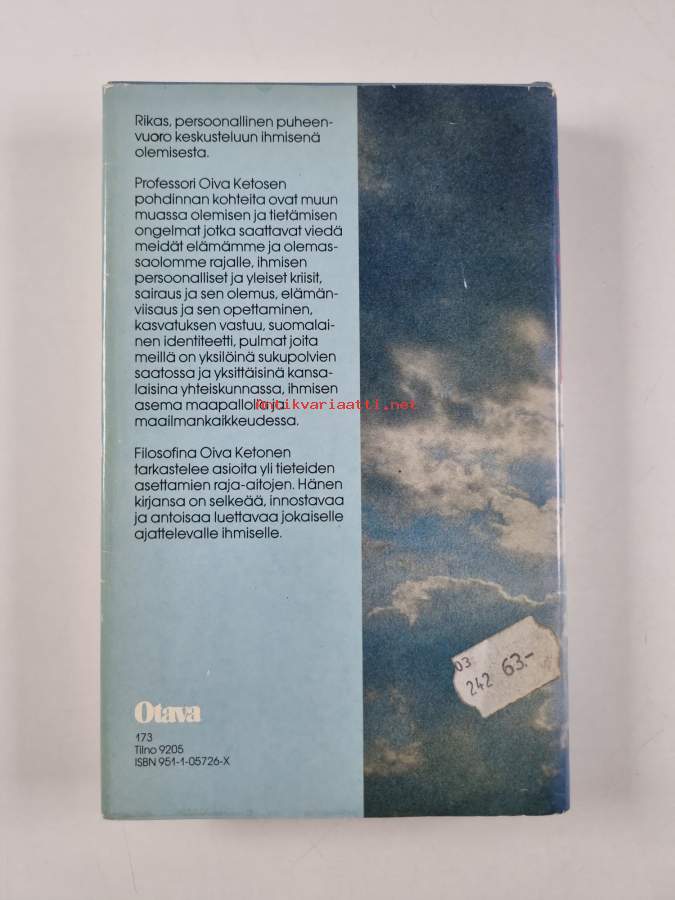 Rikas, persoonallinen puheen-
vuoro keskusteluun ihmisenä
olemisesta.
Professori Oiva Ketosen
pohdinnan kohteita ovat muun
muassa olemisen ja tietämisen
ongelmat jotka saattavat viedä
meidät elämämme ja olemas-
saolomme rajalle, ihmisen
persoonalliset ja yleiset kriisit,
sairaus ja sen olemus, elämän-
viisaus ja sen opettaminen,
kasvatuksen vastuu, suomalai-
nen identiteetti, pulmat joita
meillä on yksilöinä sukupolvien
saatossa ja yksittäisinä kansa-
laisina yhteiskunnassa, ihmisen
asema maapallolla ja
maailmankaikkeudessa.
Antikvariaatti.net
Filosofina Oiva Ketonen
tarkastelee asioita yli tieteiden
asettamien raja-aitojen. Hänen
kirjansa on selkeää, innostavaa
ja antoisaa luettavaa jokaiselle
ajattelevalle ihmiselle.
03
242 63.-
Otava
173
Tilno 9205
ISBN 951-1-05726-X